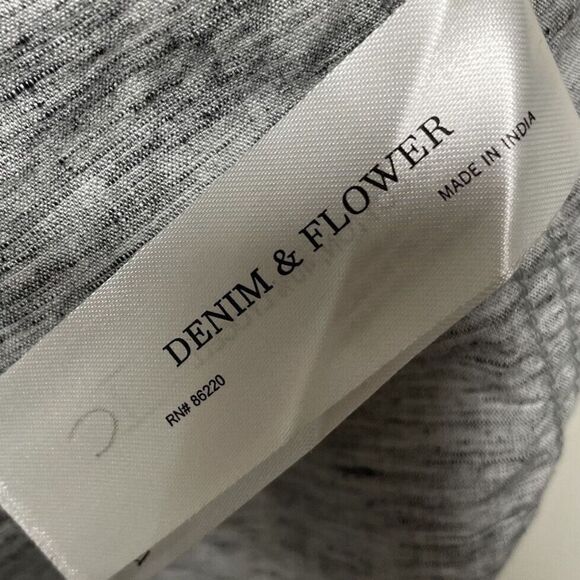 DENIM & FLOWER
RN# 86220
MADE IN INDIA